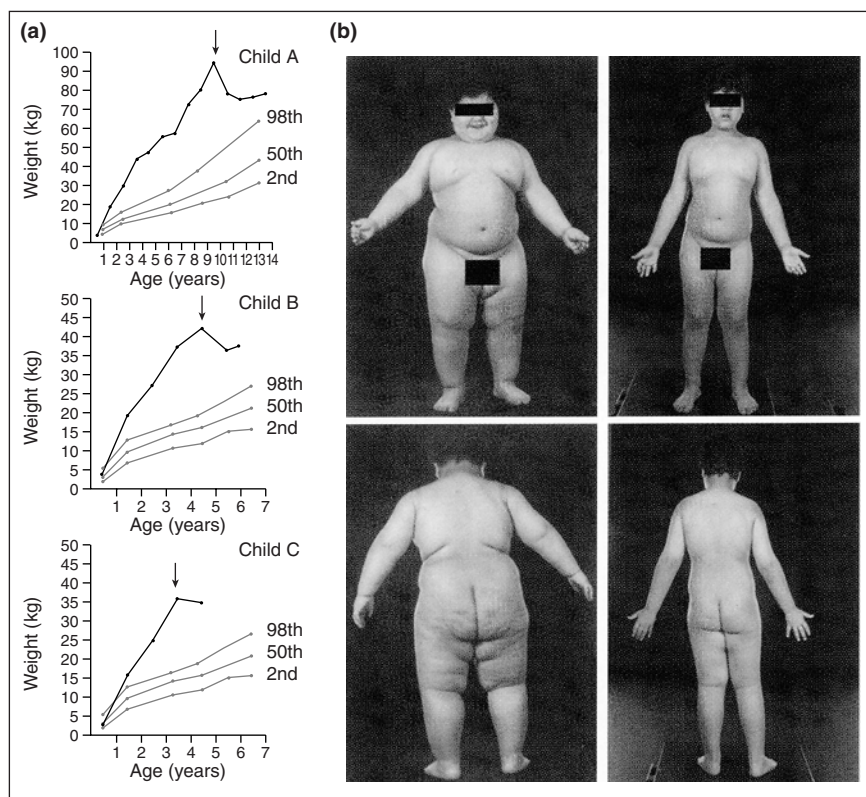 (a)
Child A
100
90
80
70
60
50
40
30
20
10
0
Weight (kg)
98th
50th
2nd
1 2 3 4 5 6 7 8 9 10 11 12 13 14
Age (years)
Child B
50
45
40
35
30
25
20
15
10
5
0
Weight (kg)
98th
50th
2nd
1 2 3 4 5 6 7
Age (years)
Child C
50
45
40
35
30
25
20
15
10
5
0
Weight (kg)
98th
50th
2nd
1 2 3 4 5 6 7
Age (years)
(b)